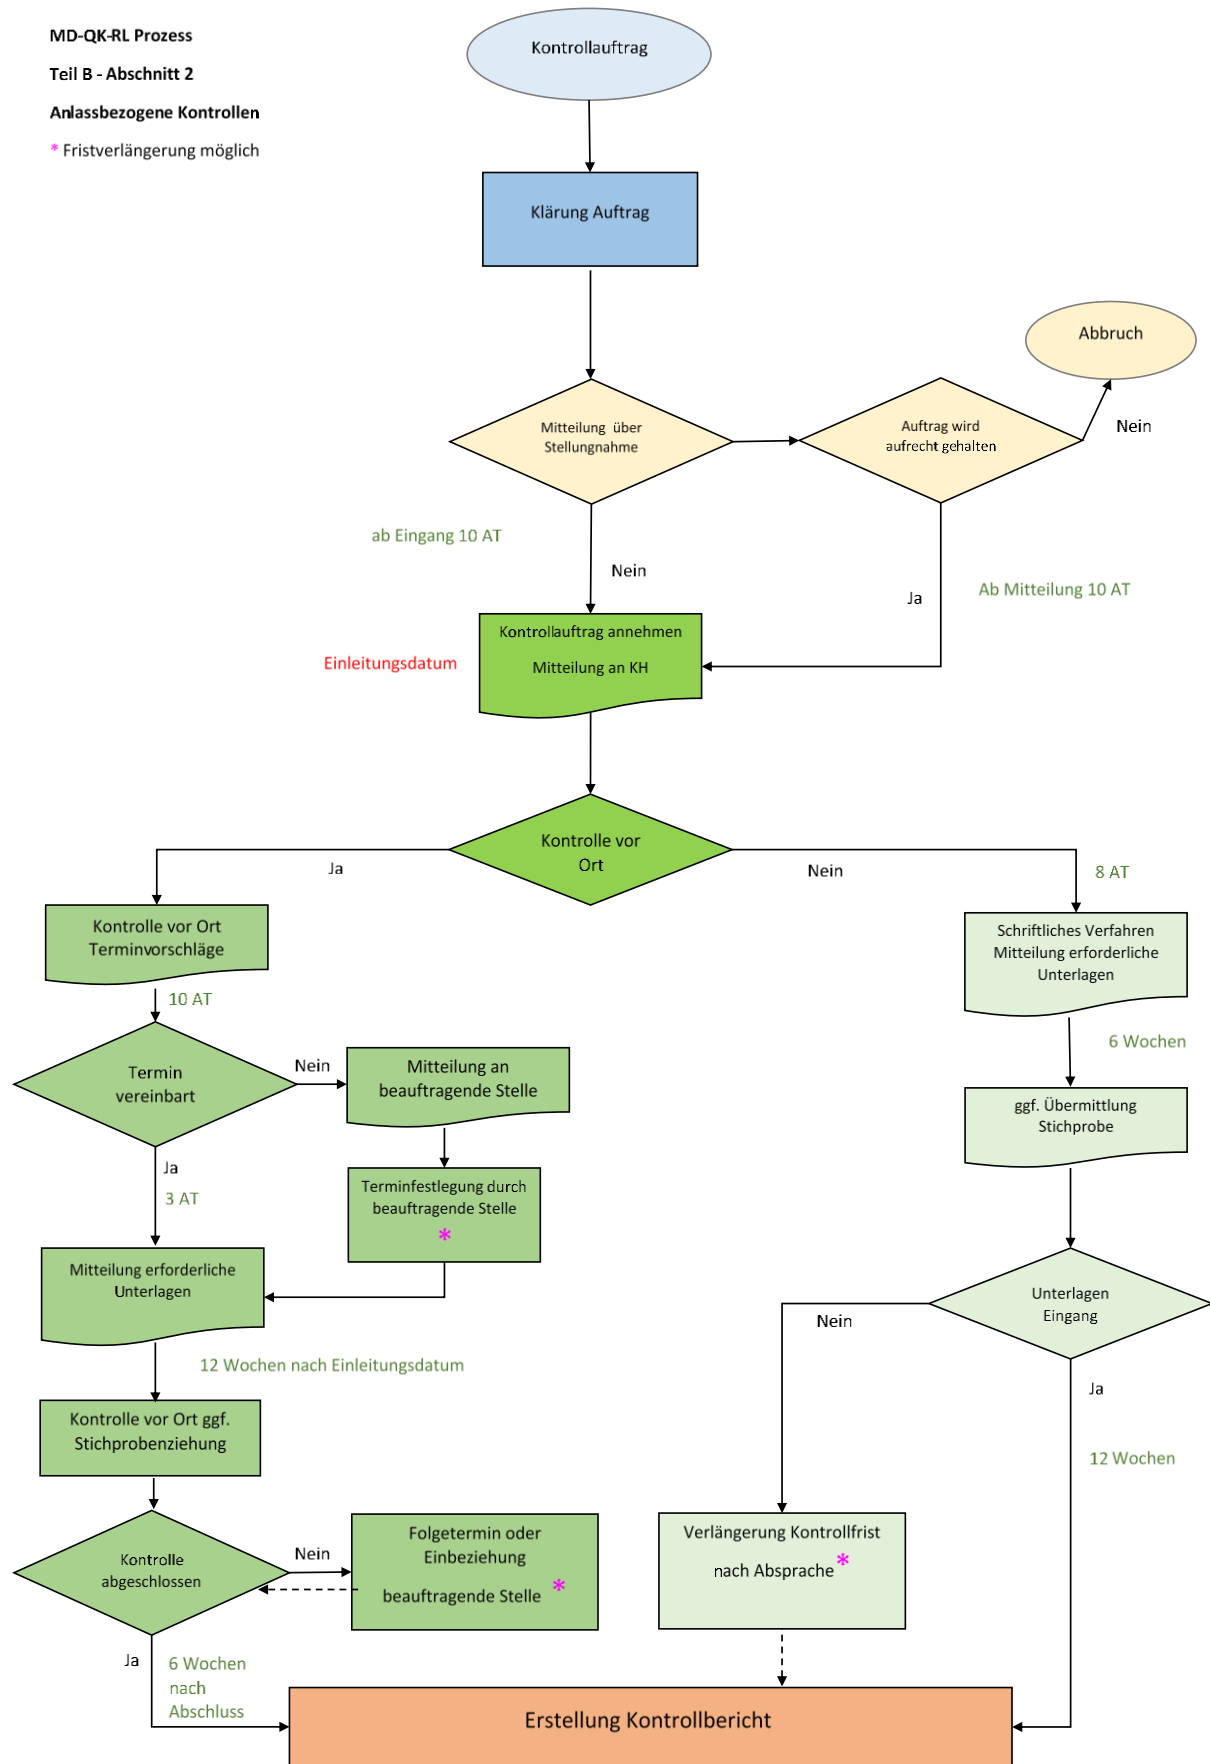 MD-QK-RL Prozess
Teil B - Abschnitt 2
Anlassbezogene Kontrollen
* Fristverlängerung möglich
Kontrollauftrag
Klärung Auftrag
Abbruch
Mitteilung über
Stellungnahme
Auftrag wird
aufrecht gehalten
Nein
ab Eingang 10 AT
Nein
Ja
Ab Mitteilung 10 AT
Kontrollauftrag annehmen
Mitteilung an KH
Einleitungsdatum
Kontrolle vor
Ort
Ja
Nein
8 AT
Kontrolle vor Ort
Terminvorschläge
10 AT
Schriftliches Verfahren
Mitteilung erforderliche
Unterlagen
6 Wochen
Termin
vereinbart
Nein
Mitteilung an
beauftragende Stelle
ggf. Übermittlung
Stichprobe
Ja
3 AT
Terminfestlegung durch
beauftragende Stelle
*
Mitteilung erforderliche
Unterlagen
Unterlagen
Eingang
Nein
Ja
12 Wochen nach Einleitungsdatum
Kontrolle vor Ort ggf.
Stichprobenziehung
12 Wochen
Kontrolle
abgeschlossen
Nein
Folgetermin oder
Einbeziehung
beauftragende Stelle *
Verlängerung Kontrollfrist
nach Absprache *
Ja
6 Wochen
nach
Abschluss
Erstellung Kontrollbericht